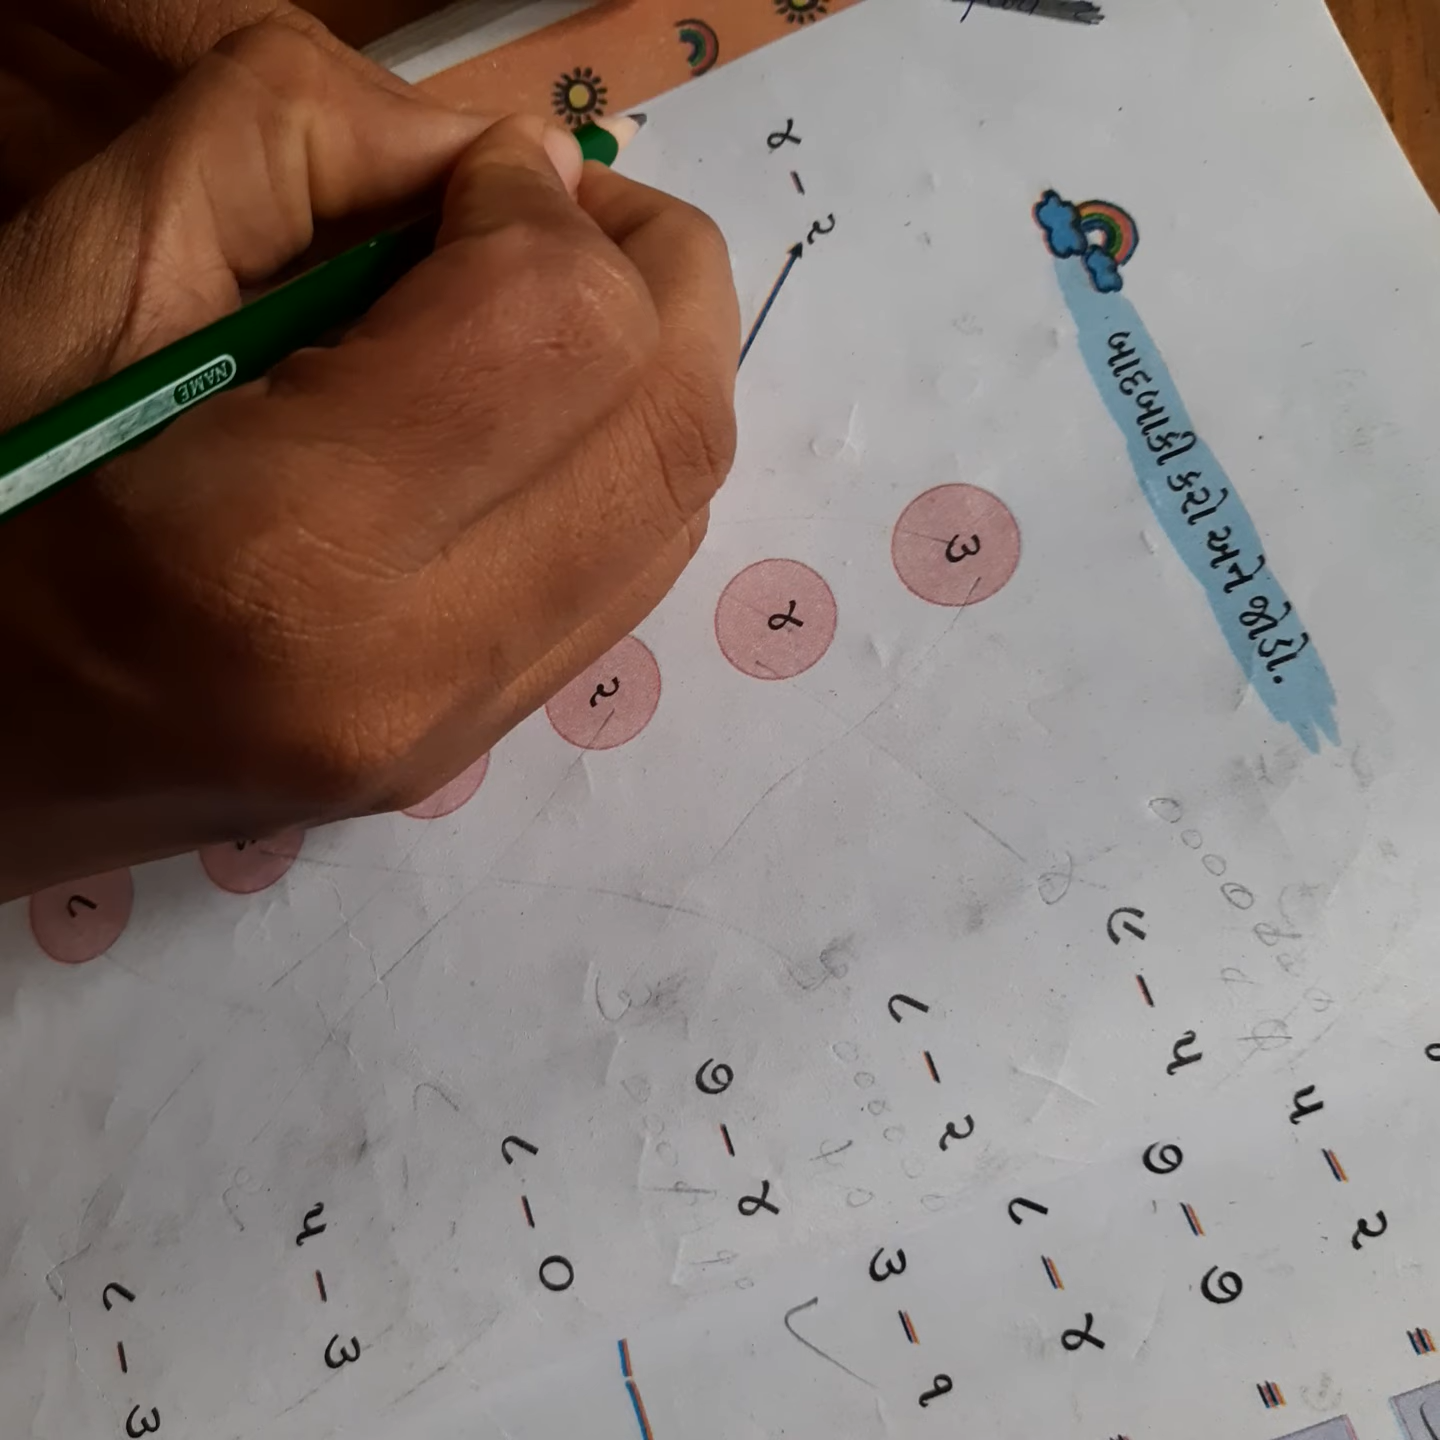 બાદબાકી કરો અને જોડો.
૪ - ૨
૩
૯ - ૫
૪
૮ - ૨
૨
૭ - ૪
૮ - ૦
૫ - ૩
૮
૮ - ૩
૫ - ૨ =
૭ - ૭ =
૮ - ૪
૩ - ૧
NAME